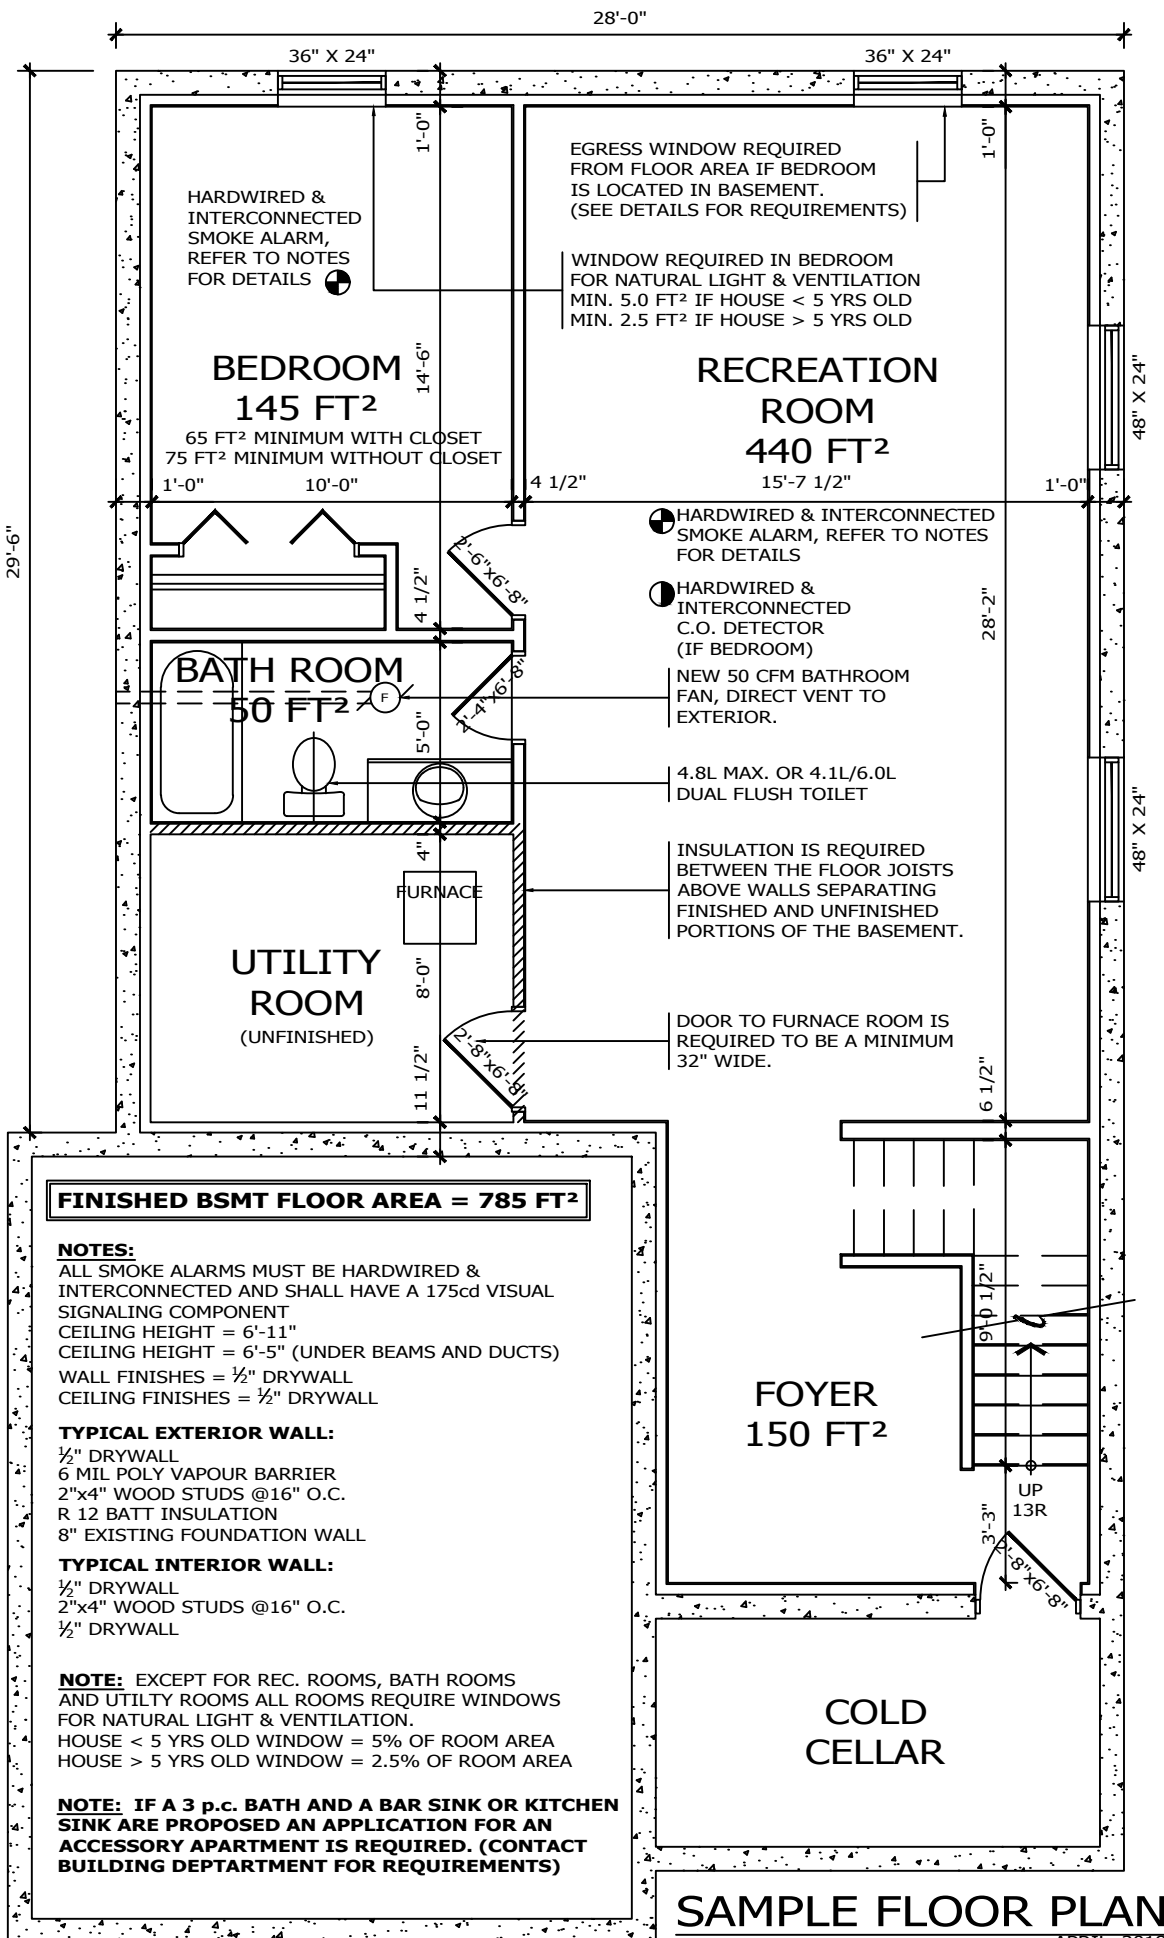 28'-0"
36" X 24"
36" X 24"
1'-0"
1'-0"
EGRESS WINDOW REQUIRED
FROM FLOOR AREA IF BEDROOM
IS LOCATED IN BASEMENT.
(SEE DETAILS FOR REQUIREMENTS)
HARDWIRED &
INTERCONNECTED
SMOKE ALARM,
REFER TO NOTES
FOR DETAILS
WINDOW REQUIRED IN BEDROOM
FOR NATURAL LIGHT & VENTILATION
MIN. 5.0 FT² IF HOUSE < 5 YRS OLD
MIN. 2.5 FT² IF HOUSE > 5 YRS OLD
BEDROOM
145 FT²
65 FT² MINIMUM WITH CLOSET
75 FT² MINIMUM WITHOUT CLOSET
14'-6"
RECREATION
ROOM
440 FT²
48" X 24"
1'-0"
10'-0"
4 1/2"
15'-7 1/2"
1'-0"
29'-6"
HARDWIRED & INTERCONNECTED
SMOKE ALARM, REFER TO NOTES
FOR DETAILS
2'-6"x6'-8"
4 1/2"
HARDWIRED &
INTERCONNECTED
C.O. DETECTOR
(IF BEDROOM)
28'-2"
BATH ROOM
50 FT²
F
2'-4"x6'-8"
5'-0"
NEW 50 CFM BATHROOM
FAN, DIRECT VENT TO
EXTERIOR.
4.8L MAX. OR 4.1L/6.0L
DUAL FLUSH TOILET
48" X 24"
4"
FURNACE
INSULATION IS REQUIRED
BETWEEN THE FLOOR JOISTS
ABOVE WALLS SEPARATING
FINISHED AND UNFINISHED
PORTIONS OF THE BASEMENT.
UTILITY
ROOM
(UNFINISHED)
8'-0"
2'-8"x6'-8"
11 1/2"
DOOR TO FURNACE ROOM IS
REQUIRED TO BE A MINIMUM
32" WIDE.
6 1/2"
FINISHED BSMT FLOOR AREA = 785 FT²
NOTES:
ALL SMOKE ALARMS MUST BE HARDWIRED &
INTERCONNECTED AND SHALL HAVE A 175cd VISUAL
SIGNALING COMPONENT
CEILING HEIGHT = 6'-11"
CEILING HEIGHT = 6'-5" (UNDER BEAMS AND DUCTS)
WALL FINISHES = ½" DRYWALL
CEILING FINISHES = ½" DRYWALL
TYPICAL EXTERIOR WALL:
½" DRYWALL
6 MIL POLY VAPOUR BARRIER
2"x4" WOOD STUDS @16" O.C.
R 12 BATT INSULATION
8" EXISTING FOUNDATION WALL
TYPICAL INTERIOR WALL:
½" DRYWALL
2"x4" WOOD STUDS @16" O.C.
½" DRYWALL
NOTE: EXCEPT FOR REC. ROOMS, BATH ROOMS
AND UTILTY ROOMS ALL ROOMS REQUIRE WINDOWS
FOR NATURAL LIGHT & VENTILATION.
HOUSE < 5 YRS OLD WINDOW = 5% OF ROOM AREA
HOUSE > 5 YRS OLD WINDOW = 2.5% OF ROOM AREA
NOTE: IF A 3 p.c. BATH AND A BAR SINK OR KITCHEN
SINK ARE PROPOSED AN APPLICATION FOR AN
ACCESSORY APARTMENT IS REQUIRED. (CONTACT
BUILDING DEPTARTMENT FOR REQUIREMENTS)
9'-0 1/2"
FOYER
150 FT²
UP
13R
3'-3"
2'-8"x6'-8"
COLD
CELLAR
SAMPLE FLOOR PLAN